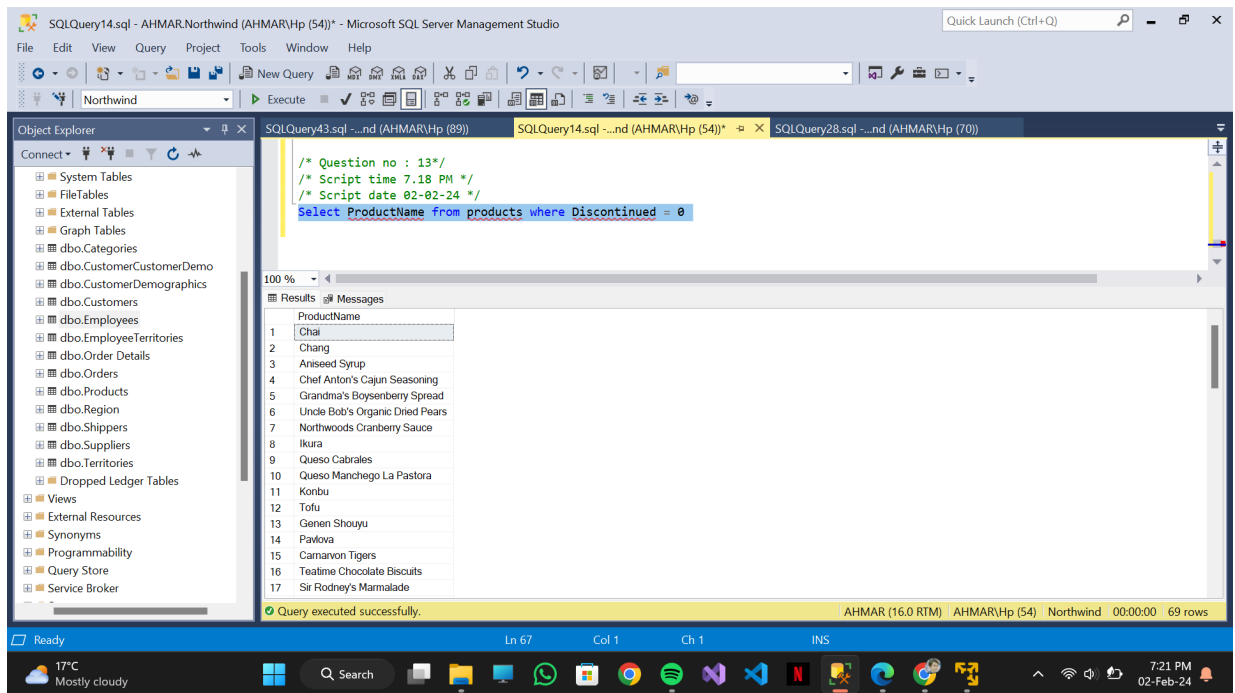 SQLQuery14.sql - AHMAR.Northwind (AHMAR\Hp (54))* - Microsoft SQL Server Management Studio
Quick Launch (Ctrl+Q)
File Edit View Query Project Tools Window Help
New Query MDX DMX XMLA DAX
Northwind Execute
Object Explorer
SQLQuery43.sql -...nd (AHMAR\Hp (89)) SQLQuery14.sql -...nd (AHMAR\Hp (54))* SQLQuery28.sql -...nd (AHMAR\Hp (70))
Connect
System Tables
FileTables
External Tables
Graph Tables
dbo.Categories
dbo.CustomerCustomerDemo
dbo.CustomerDemographics
dbo.Customers
dbo.Employees
dbo.EmployeeTerritories
dbo.Order Details
dbo.Orders
dbo.Products
dbo.Region
dbo.Shippers
dbo.Suppliers
dbo.Territories
Dropped Ledger Tables
Views
External Resources
Synonyms
Programmability
Query Store
Service Broker
/* Question no : 13*/
/* Script time 7.18 PM */
/* Script date 02-02-24 */
Select ProductName from products where Discontinued = 0
100 %
Results Messages
ProductName
1 Chai
2 Chang
3 Aniseed Syrup
4 Chef Anton's Cajun Seasoning
5 Grandma's Boysenberry Spread
6 Uncle Bob's Organic Dried Pears
7 Northwoods Cranberry Sauce
8 Ikura
9 Queso Cabrales
10 Queso Manchego La Pastora
11 Konbu
12 Tofu
13 Genen Shouyu
14 Pavlova
15 Carnarvon Tigers
16 Teatime Chocolate Biscuits
17 Sir Rodney's Marmalade
Query executed successfully. AHMAR (16.0 RTM) AHMAR\Hp (54) Northwind 00:00:00 69 rows
Ready Ln 67 Col 1 Ch 1 INS
17°C
Mostly cloudy
Search
N
7:21 PM
02-Feb-24